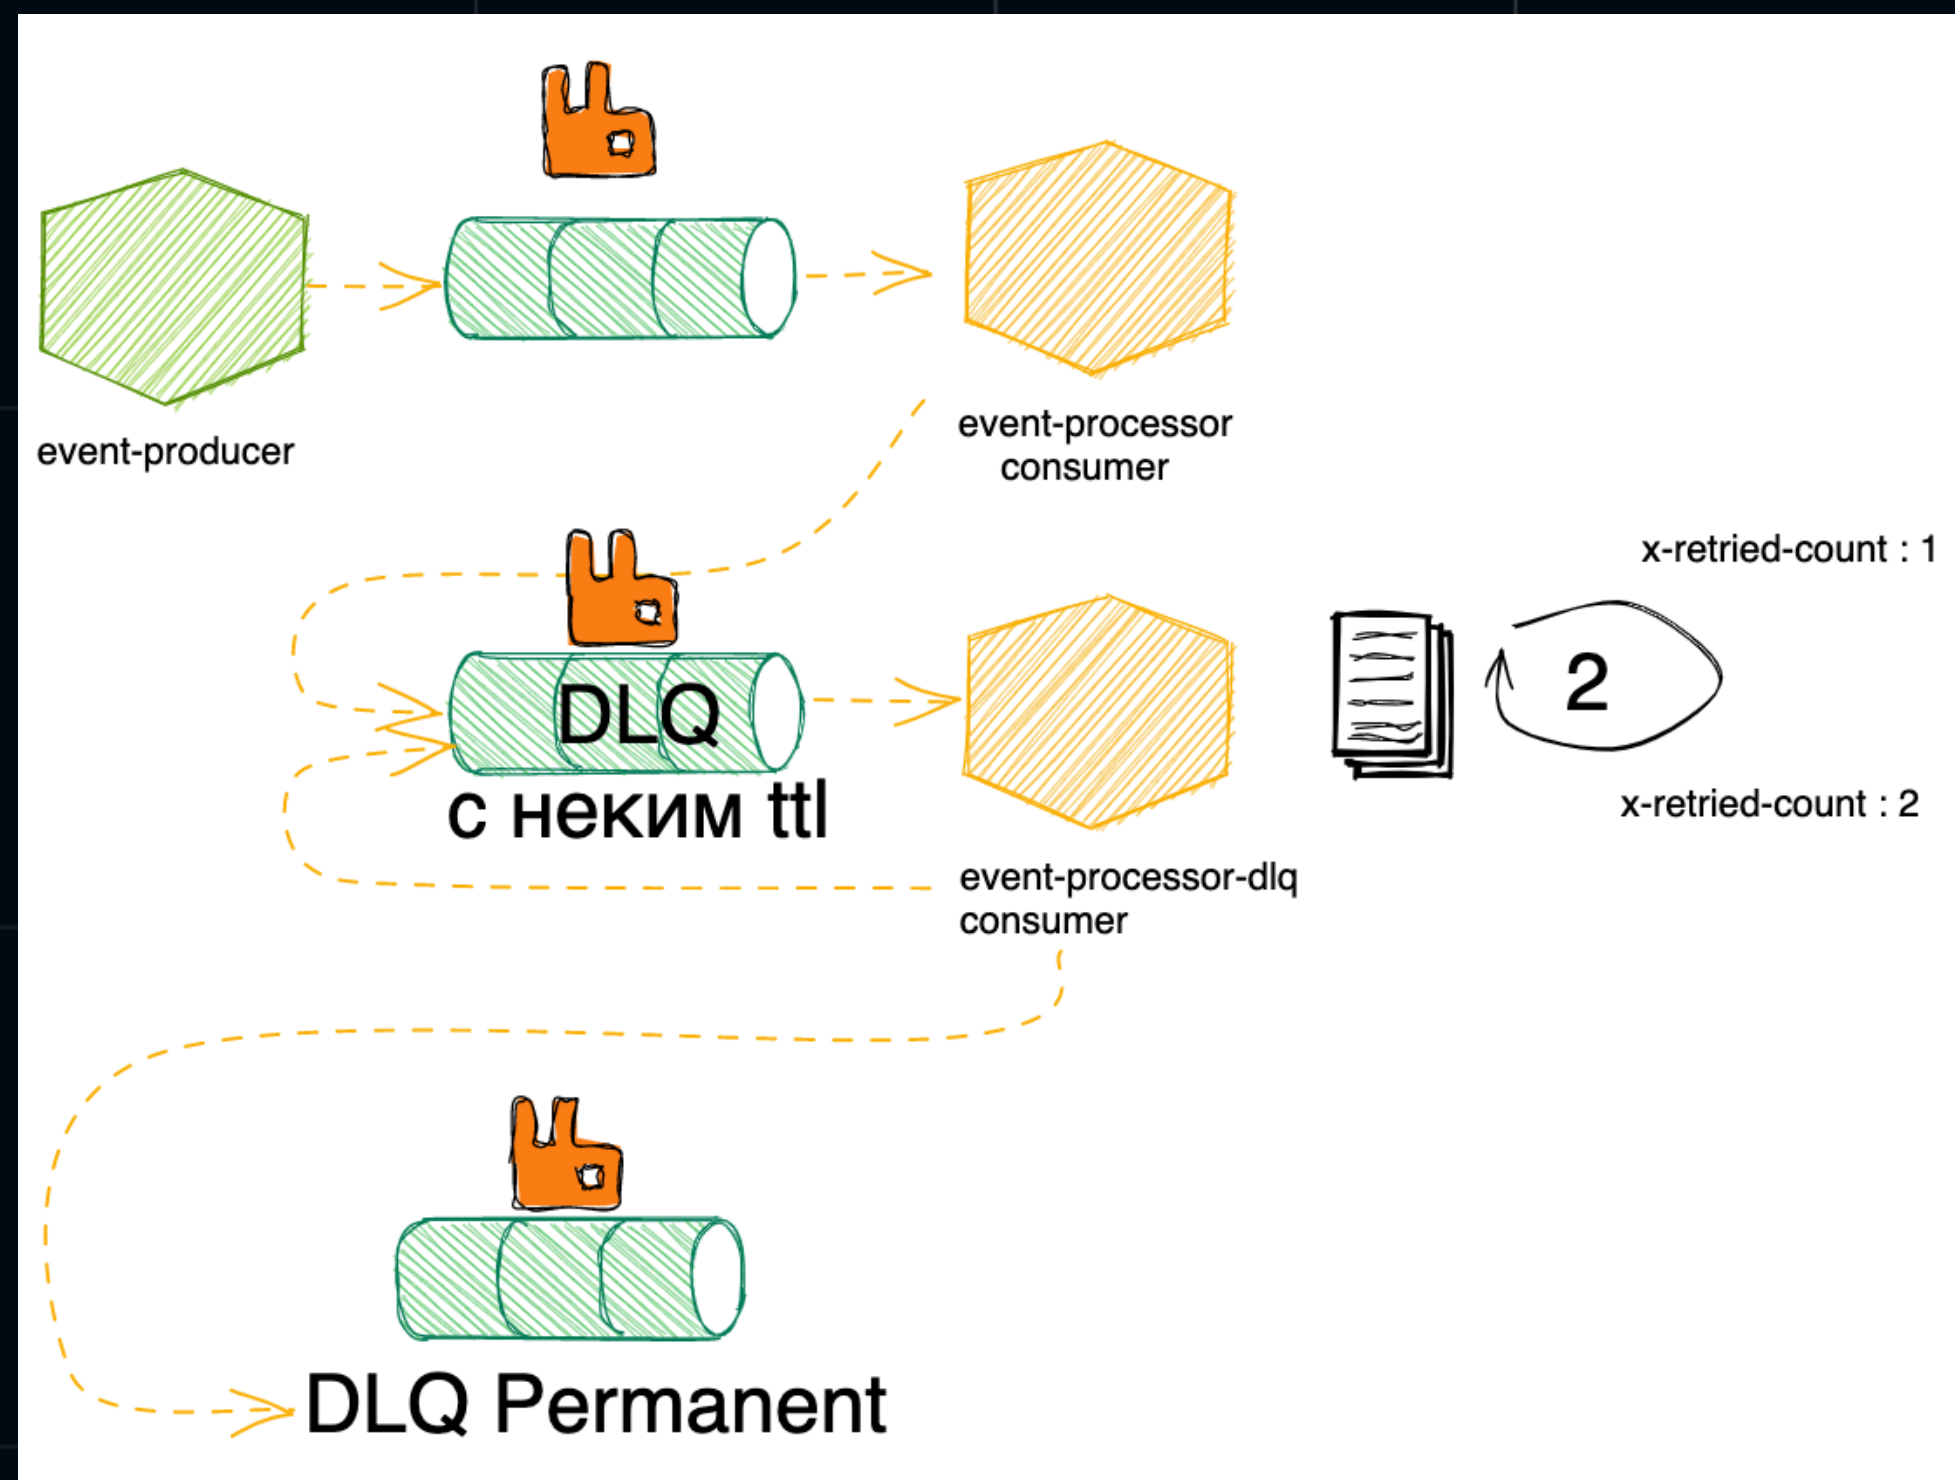 event-producer
event-processor
consumer
x-retried-count : 1
DLQ
2
с неким ttl
x-retried-count : 2
event-processor-dlq
consumer
DLQ Permanent